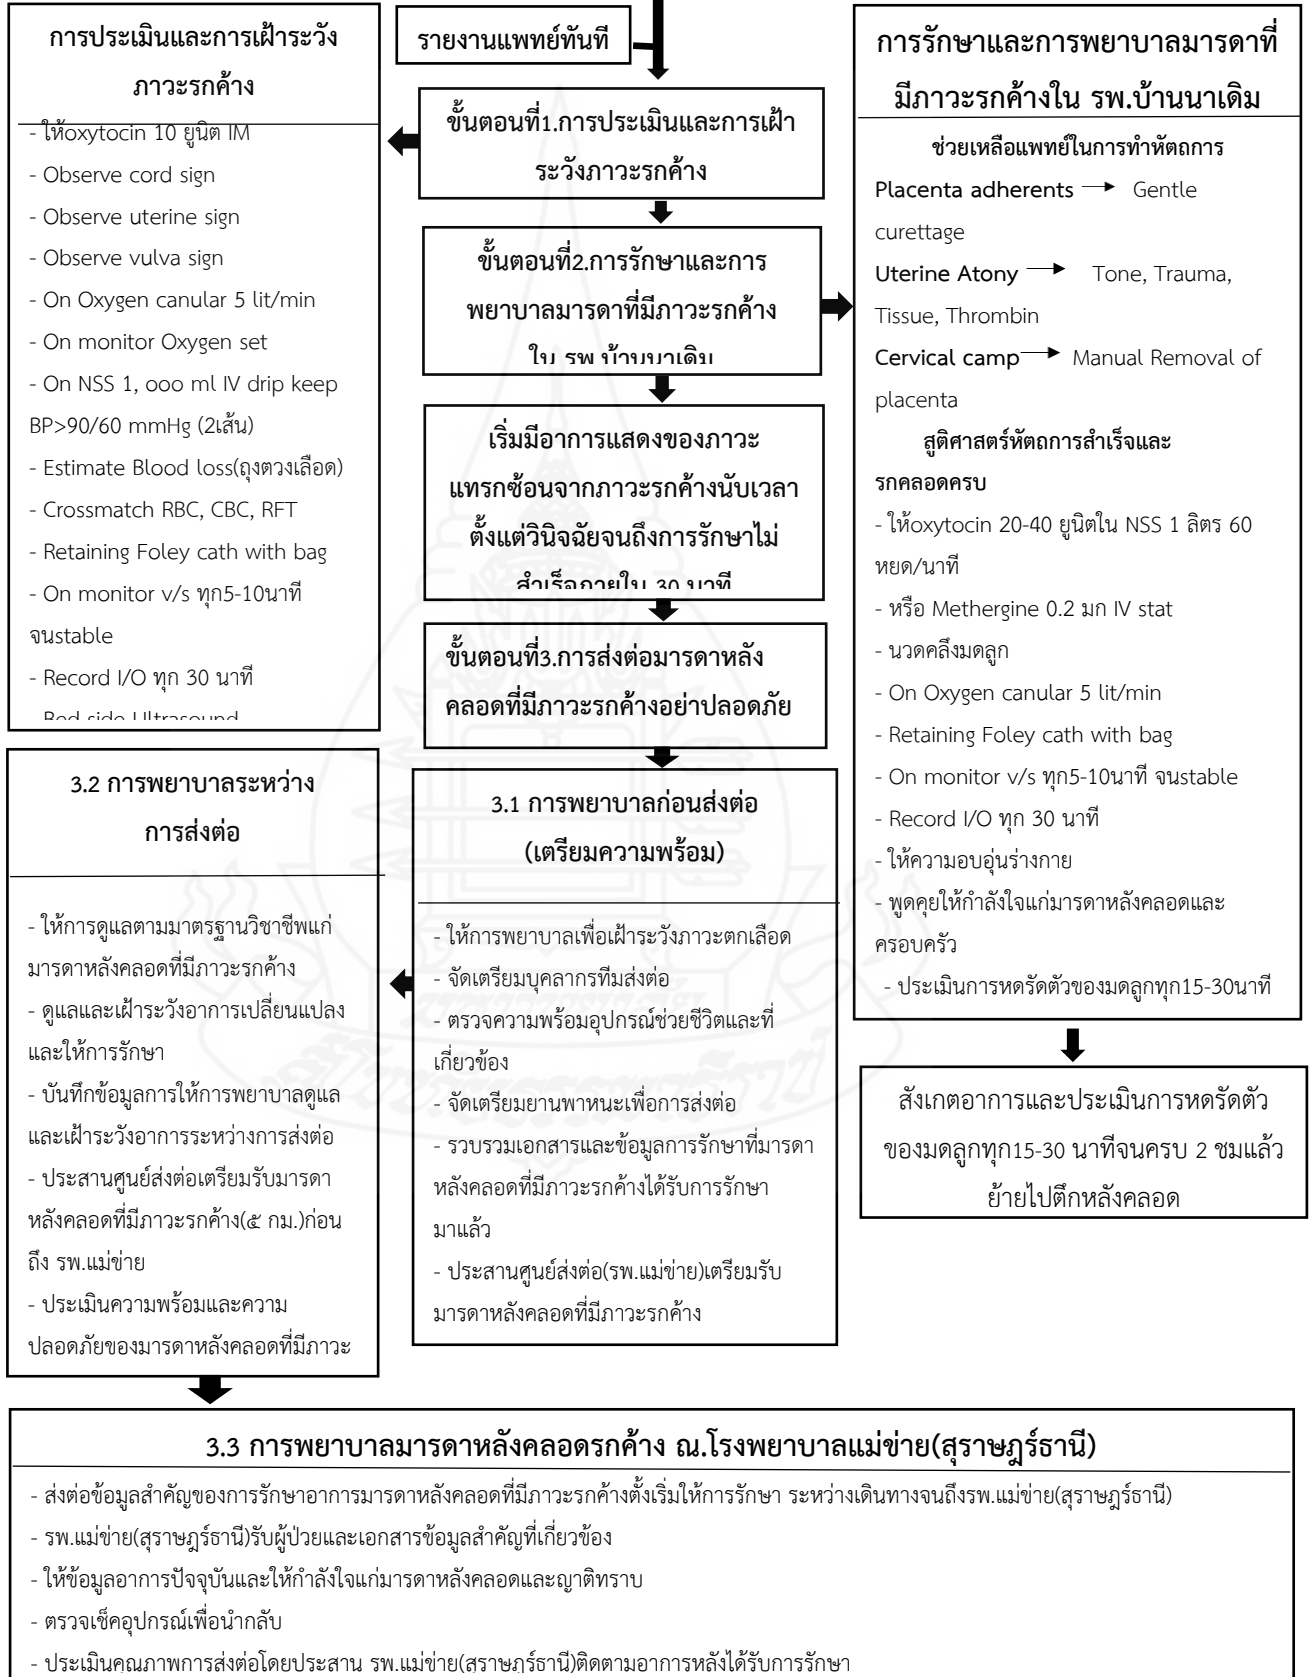 รายงานแพทย์ทันที
การประเมินและการเฝ้าระวัง
ภาวะรกค้าง
- ให้oxytocin 10 ยูนิต IM
- Observe cord sign
- Observe uterine sign
- Observe vulva sign
- On Oxygen canular 5 lit/min
- On monitor Oxygen set
- On NSS 1, ooo ml IV drip keep
BP>90/60 mmHg (2เส้น)
- Estimate Blood loss(ถุงตวงเลือด)
- Crossmatch RBC, CBC, RFT
- Retaining Foley cath with bag
- On monitor v/s ทุก5-10นาที
จนstable
- Record I/O ทุก 30 นาที
- Bed side Ultrasound
ขั้นตอนที่1.การประเมินและการเฝ้า
ระวังภาวะรกค้าง
ขั้นตอนที่2.การรักษาและการ
พยาบาลมารดาที่มีภาวะรกค้าง
ใน รพ.บ้านนาเดิม
เริ่มมีอาการแสดงของภาวะ
แทรกซ้อนจากภาวะรกค้างนับเวลา
ตั้งแต่วินิจฉัยจนถึงการรักษาไม่
สำเร็จภายใน 30 นาที
ขั้นตอนที่3.การส่งต่อมารดาหลัง
คลอดที่มีภาวะรกค้างอย่าปลอดภัย
การรักษาและการพยาบาลมารดาที่
มีภาวะรกค้างใน รพ.บ้านนาเดิม
ช่วยเหลือแพทย์ในการทำหัตถการ
Placenta adherents → Gentle
curettage
Uterine Atony → Tone, Trauma,
Tissue, Thrombin
Cervical camp → Manual Removal of
placenta
สูติศาสตร์หัตถการสำเร็จและ
รกคลอดครบ
- ให้oxytocin 20-40 ยูนิตใน NSS 1 ลิตร 60
หยด/นาที
- หรือ Methergine 0.2 มก IV stat
- นวดคลึงมดลูก
- On Oxygen canular 5 lit/min
- Retaining Foley cath with bag
- On monitor v/s ทุก5-10นาที จนstable
- Record I/O ทุก 30 นาที
- ให้ความอบอุ่นร่างกาย
- พูดคุยให้กำลังใจแก่มารดาหลังคลอดและ
ครอบครัว
- ประเมินการหดรัดตัวของมดลูกทุก15-30นาที
สังเกตอาการและประเมินการหดรัดตัว
ของมดลูกทุก15-30 นาทีจนครบ 2 ชมแล้ว
ย้ายไปตึกหลังคลอด
3.1 การพยาบาลก่อนส่งต่อ
(เตรียมความพร้อม)
- ให้การพยาบาลเพื่อเฝ้าระวังภาวะตกเลือด
- จัดเตรียมบุคลากรทีมส่งต่อ
- ตรวจความพร้อมอุปกรณ์ช่วยชีวิตและที่
เกี่ยวข้อง
- จัดเตรียมยานพาหนะเพื่อการส่งต่อ
- รวบรวมเอกสารและข้อมูลการรักษาที่มารดา
หลังคลอดที่มีภาวะรกค้างได้รับการรักษา
มาแล้ว
- ประสานศูนย์ส่งต่อ(รพ.แม่ข่าย)เตรียมรับ
มารดาหลังคลอดที่มีภาวะรกค้าง
3.2 การพยาบาลระหว่าง
การส่งต่อ
- ให้การดูแลตามมาตรฐานวิชาชีพแก่
มารดาหลังคลอดที่มีภาวะรกค้าง
- ดูแลและเฝ้าระวังอาการเปลี่ยนแปลง
และให้การรักษา
- บันทึกข้อมูลการให้การพยาบาลดูแล
และเฝ้าระวังอาการระหว่างการส่งต่อ
- ประสานศูนย์ส่งต่อเตรียมรับมารดา
หลังคลอดที่มีภาวะรกค้าง(๕ กม.)ก่อน
ถึง รพ.แม่ข่าย
- ประเมินความพร้อมและความ
ปลอดภัยของมารดาหลังคลอดที่มีภาวะ
3.3 การพยาบาลมารดาหลังคลอดรกค้าง ณ.โรงพยาบาลแม่ข่าย(สุราษฎร์ธานี)
- ส่งต่อข้อมูลสำคัญของการรักษาอาการมารดาหลังคลอดที่มีภาวะรกค้างตั้งเริ่มให้การรักษา ระหว่างเดินทางจนถึงรพ.แม่ข่าย(สุราษฎร์ธานี)
- รพ.แม่ข่าย(สุราษฎร์ธานี)รับผู้ป่วยและเอกสารข้อมูลสำคัญที่เกี่ยวข้อง
- ให้ข้อมูลอาการปัจจุบันและให้กำลังใจแก่มารดาหลังคลอดและญาติทราบ
- ตรวจเช็คอุปกรณ์เพื่อนำกลับ
- ประเมินคุณภาพการส่งต่อโดยประสาน รพ.แม่ข่าย(สุราษฎร์ธานี)ติดตามอาการหลังได้รับการรักษา